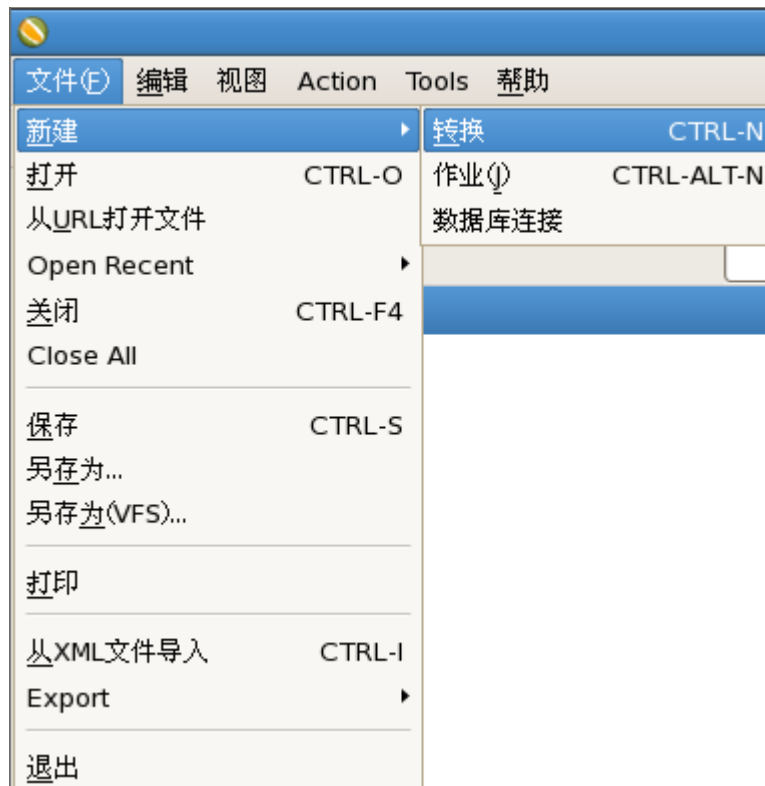 文件(F) 编辑 视图 Action Tools 帮助
新建
转换 CTRL-N
打开 CTRL-O
作业(J) CTRL-ALT-N
从URL打开文件
数据库连接
Open Recent
关闭 CTRL-F4
Close All
保存 CTRL-S
另存为...
另存为(VFS)...
打印
从XML文件导入 CTRL-I
Export
退出